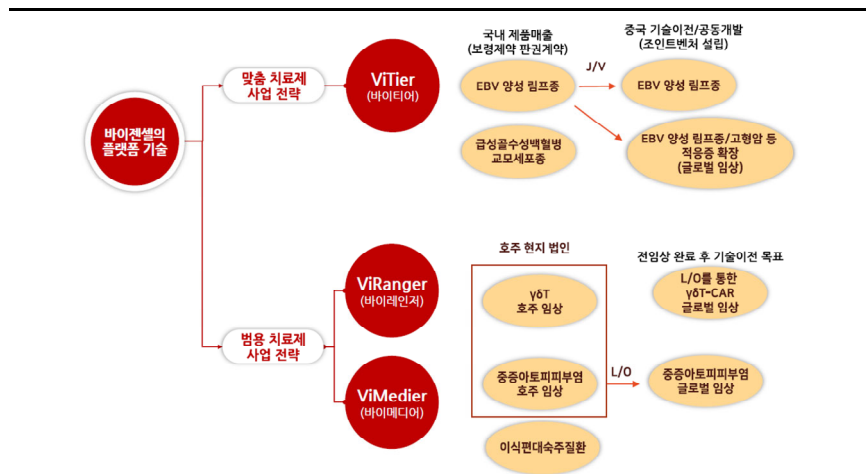 국내 제품매출
(보령제약 판권계약)
중국 기술이전/공동개발
(조인트벤처 설립)
맞춤 치료제
사업 전략
ViTier
(바이티어)
EBV 양성 림프종
J/V
EBV 양성 림프종
바이젠셀의
플랫폼 기술
급성골수성백혈병
교모세포종
EBV 양성 림프종/고형암 등
적응증 확장
(글로벌 임상)
호주 현지 법인
전임상 완료 후 기술이전 목표
ViRanger
(바이레인저)
γδT
호주 임상
L/O를 통한
γδT-CAR
글로벌 임상
범용 치료제
사업 전략
ViMedier
(바이메디어)
중증아토피피부염
호주 임상
L/O
중증아토피피부염
글로벌 임상
이식편대숙주질환